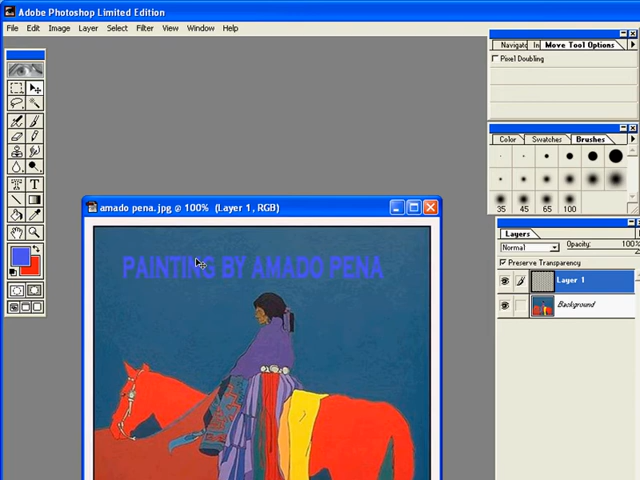 Adobe Photoshop Limited Edition
File Edit Image Layer Select Filter View Window Help
Move Tool Options
Pixel Doubling
Color Swatches Brushes
35 45 65 100
amado pena.jpg @ 100% (Layer 1, RGB)
PAINTING BY AMADO PENA
Layers
Normal Opacity: 100%
Preserve Transparency
Layer 1
Background